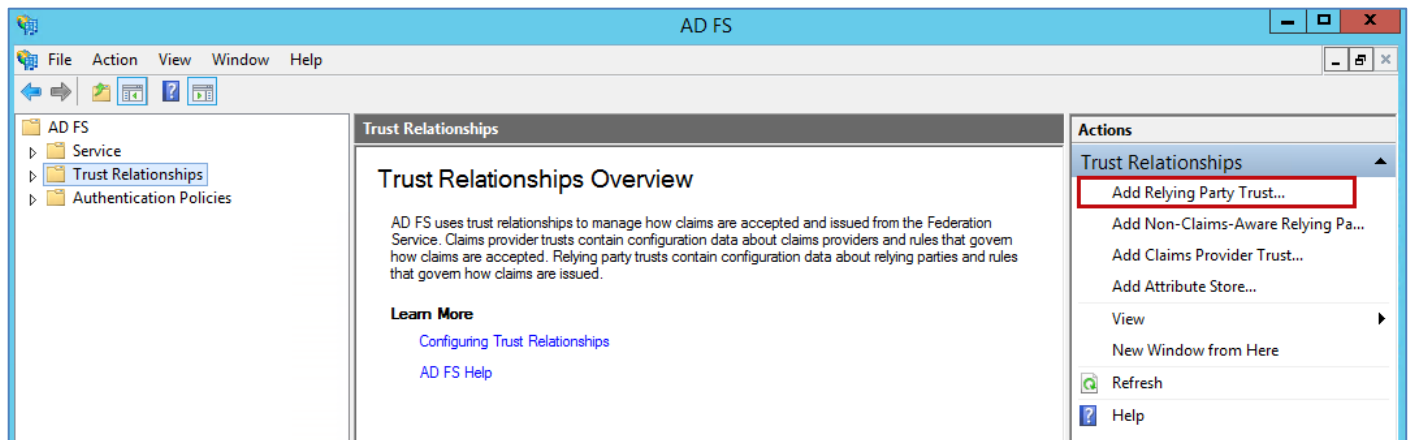 AD FS
File Action View Window Help
AD FS
Service
Trust Relationships
Authentication Policies
Trust Relationships
Trust Relationships Overview
AD FS uses trust relationships to manage how claims are accepted and issued from the Federation
Service. Claims provider trusts contain configuration data about claims providers and rules that govern
how claims are accepted. Relying party trusts contain configuration data about relying parties and rules
that govern how claims are issued.
Learn More
Configuring Trust Relationships
AD FS Help
Actions
Trust Relationships
Add Relying Party Trust...
Add Non-Claims-Aware Relying Pa...
Add Claims Provider Trust...
Add Attribute Store...
View
New Window from Here
Refresh
Help